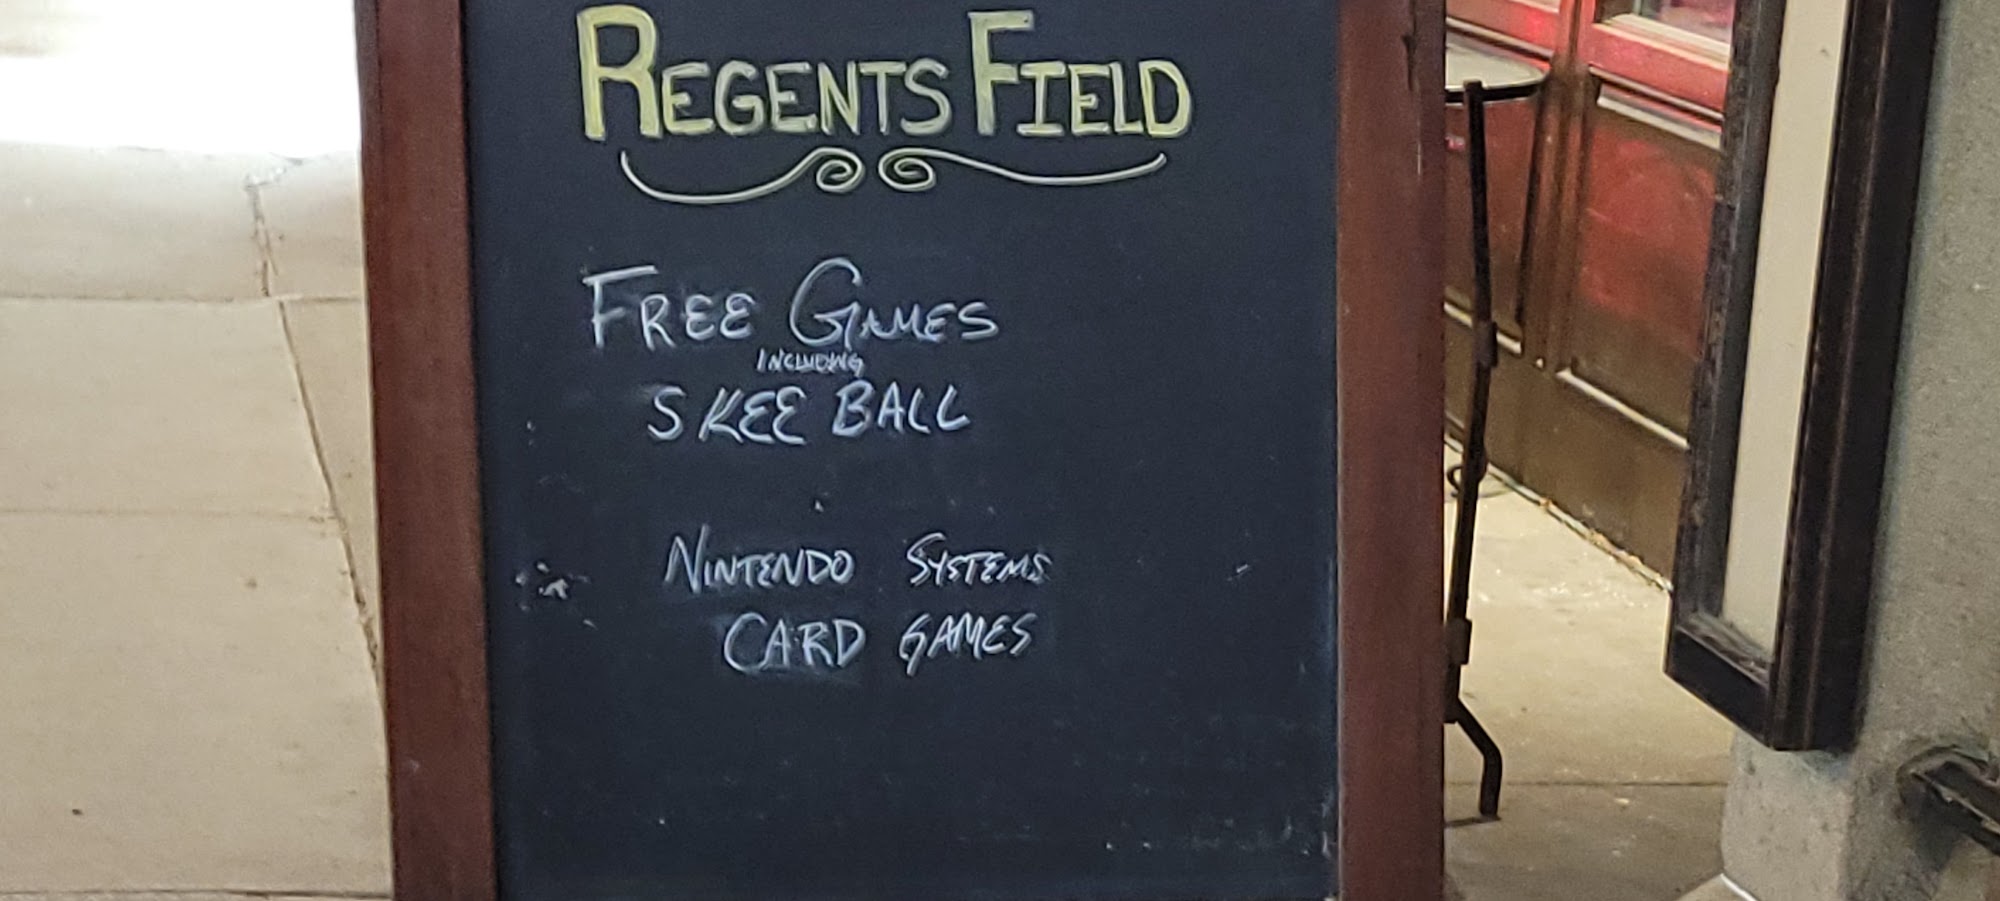 REGENTS FIELD
FREE GAMES
INCLUDING
SKEE BALL
NINTENDO SYSTEMS
CARD GAMES